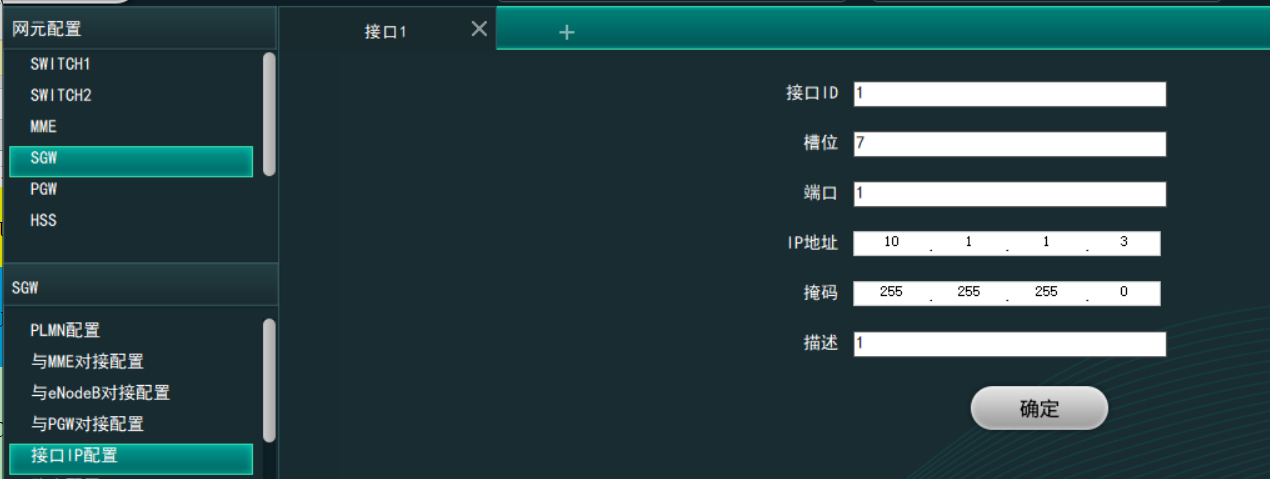 网元配置
SWITCH1
SWITCH2
MME
SGW
PGW
HSS
SGW
PLMN配置
与MME对接配置
与eNodeB对接配置
与PGW对接配置
接口IP配置
接口1 × +
接口ID 1
槽位 7
端口 1
IP地址 10 . 1 . 1 . 3
掩码 255 . 255 . 255 . 0
描述 1
确定